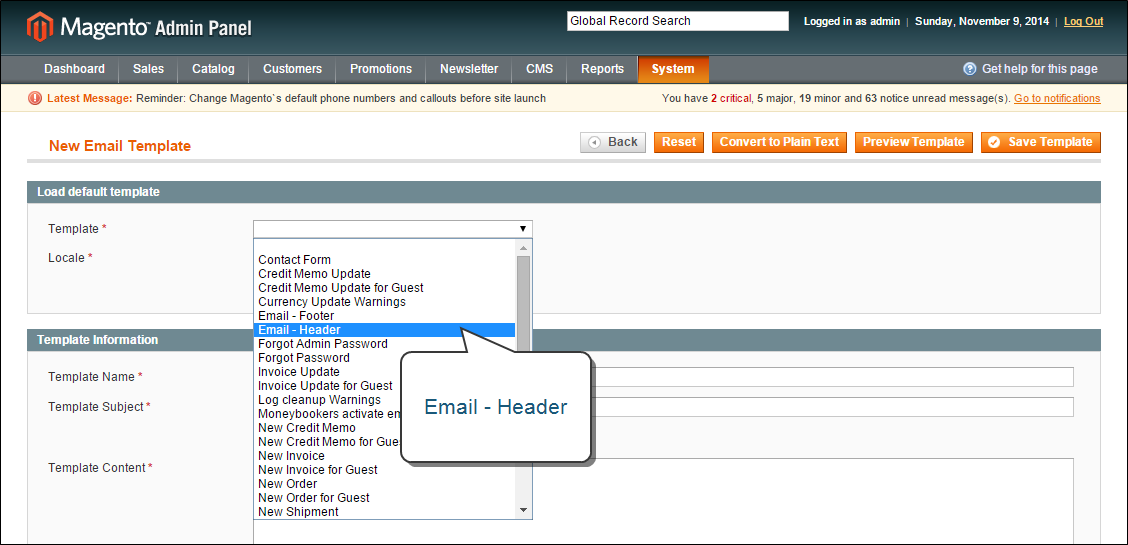 Magento™ Admin Panel
Global Record Search
Logged in as admin | Sunday, November 9, 2014 | Log Out
Dashboard Sales Catalog Customers Promotions Newsletter CMS Reports System Get help for this page
Latest Message: Reminder: Change Magento`s default phone numbers and callouts before site launch
You have 2 critical, 5 major, 19 minor and 63 notice unread message(s). Go to notifications
New Email Template
Back Reset Convert to Plain Text Preview Template Save Template
Load default template
Template *
Locale *
Contact Form
Credit Memo Update
Credit Memo Update for Guest
Currency Update Warnings
Email - Footer
Email - Header
Forgot Admin Password
Forgot Password
Invoice Update
Invoice Update for Guest
Log cleanup Warnings
Moneybookers activate em
New Credit Memo
New Credit Memo for Gues
New Invoice
New Invoice for Guest
New Order
New Order for Guest
New Shipment
Email - Header
Template Information
Template Name *
Template Subject *
Template Content *